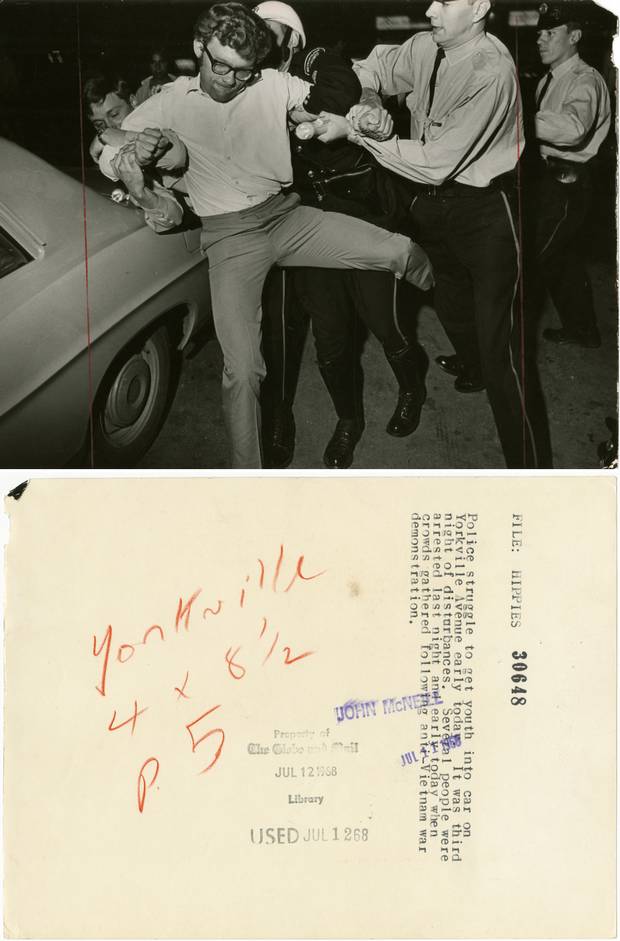 FILE: HIPPIES 30648
Police struggle to get youth into car on
Yorkville Avenue early today. It was third
night of disturbances. Several people were
arrested last night and early today when
crowds gathered following anti-Vietnam war
demonstration.
Yorkville
4 x 8 1/2
P. 5
JOHN McNEILL
JUL 1968
Property of
The Globe and Mail
JUL 12 1968
Library
USED JUL 12 68